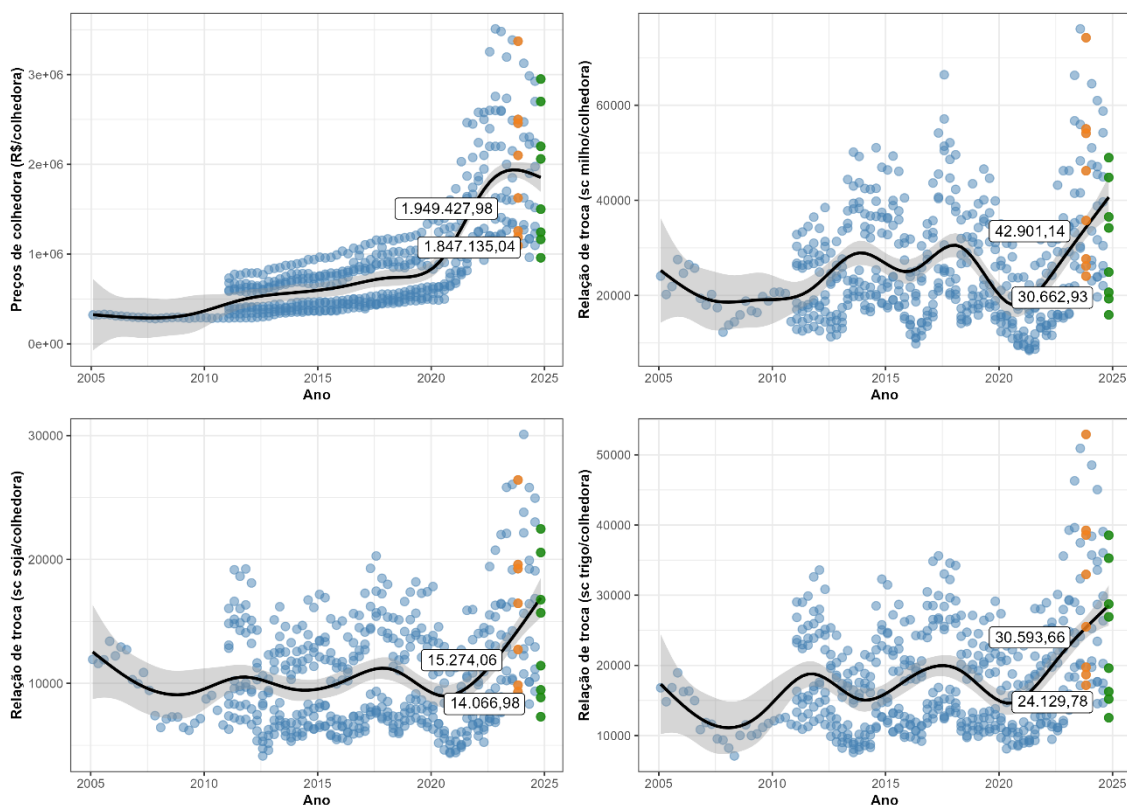 Preços de colhedora (R$/colhedora)
3e+06
2e+06
1e+06
0e+00
1.949.427,98
1.847.135,04
2005 2010 2015 2020 2025
Ano
Relação de troca (sc milho/colhedora)
60000
40000
20000
42.901,14
30.662,93
2005 2010 2015 2020 2025
Ano
Relação de troca (sc soja/colhedora)
30000
20000
10000
15.274,06
14.066,98
2005 2010 2015 2020 2025
Ano
Relação de troca (sc trigo/colhedora)
50000
40000
30000
20000
10000
30.593,66
24.129,78
2005 2010 2015 2020 2025
Ano